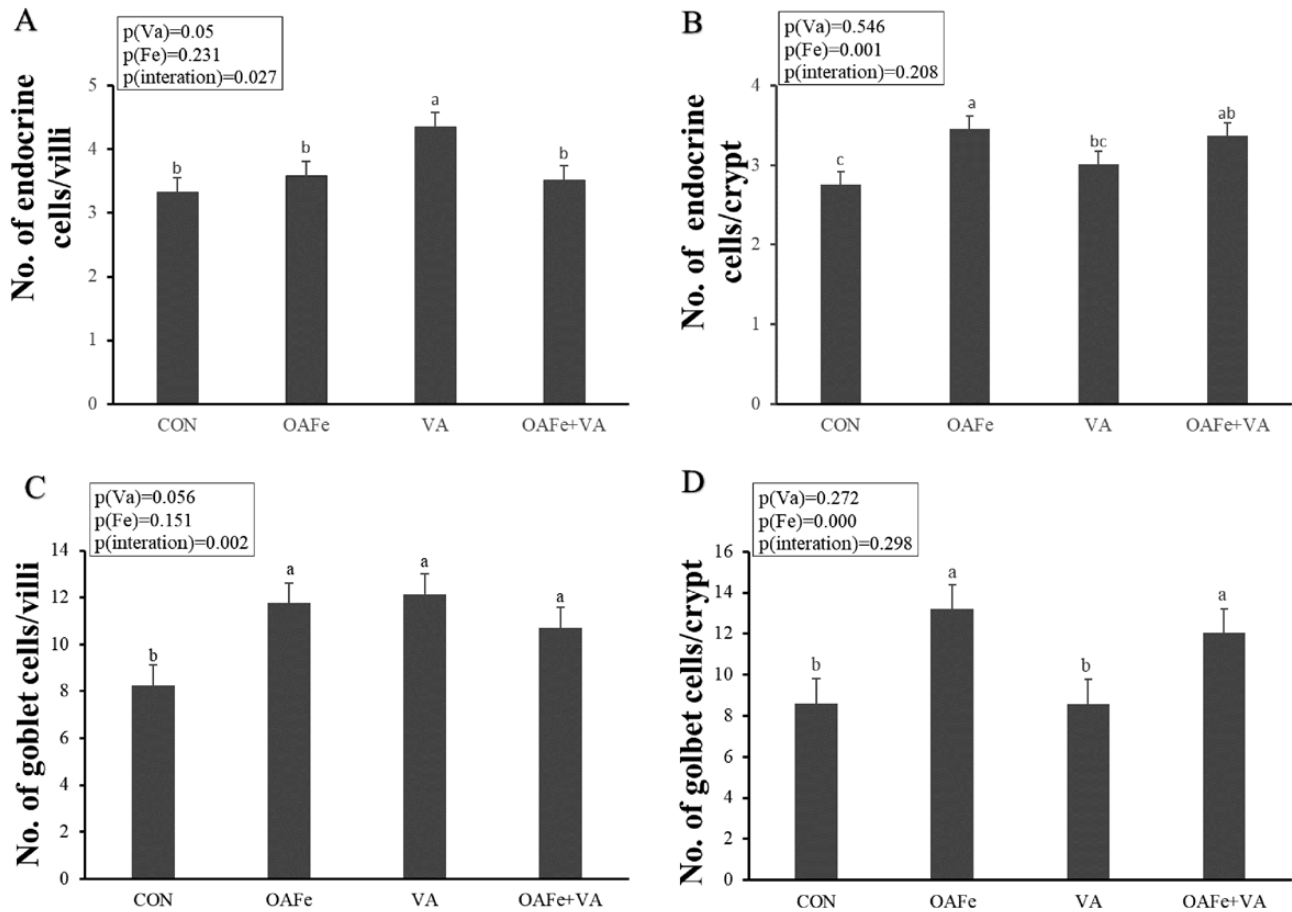 A
p(Va)=0.05
p(Fe)=0.231
p(interation)=0.027
No. of endocrine
cells/villi
5
4
3
2
1
0
b
b
a
b
CON
OAFe
VA
OAFe+VA
B
p(Va)=0.546
p(Fe)=0.001
p(interation)=0.208
No. of endocrine
cells/crypt
4
3
2
1
0
c
a
bc
ab
CON
OAFe
VA
OAFe+VA
C
p(Va)=0.056
p(Fe)=0.151
p(interation)=0.002
No. of goblet cells/villi
14
12
10
8
6
4
2
0
b
a
a
a
CON
OAFe
VA
OAFe+VA
D
p(Va)=0.272
p(Fe)=0.000
p(interation)=0.298
No. of golbet cells/crypt
16
14
12
10
8
6
4
2
0
b
a
b
a
CON
OAFe
VA
OAFe+VA